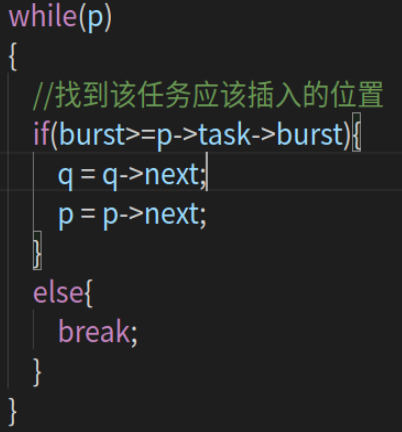 while(p)
{
//找到该任务应该插入的位置
if(burst>=p->task->burst){
q = q->next;
p = p->next;
}
else{
break;
}
}